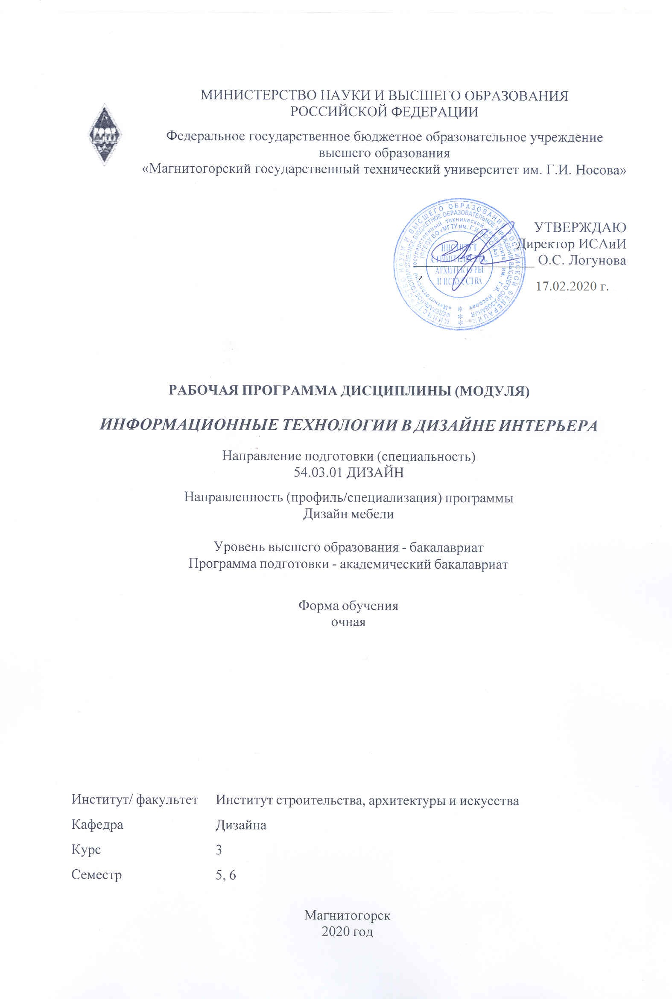 МИНИСТЕРСТВО НАУКИ И ВЫСШЕГО ОБРАЗОВАНИЯ
РОССИЙСКОЙ ФЕДЕРАЦИИ
Федеральное государственное бюджетное образовательное учреждение
высшего образования
«Магнитогорский государственный технический университет им. Г.И. Носова»
УТВЕРЖДАЮ
Директор ИСАиИ
О.С. Логунова
17.02.2020 г.
МИНИСТЕРСТВО НАУКИ И ВЫСШЕГО ОБРАЗОВАНИЯ РОССИЙСКОЙ ФЕДЕРАЦИИ
ФЕДЕРАЛЬНОЕ ГОСУДАРСТВЕННОЕ БЮДЖЕТНОЕ ОБРАЗОВАТЕЛЬНОЕ УЧРЕЖДЕНИЕ ВЫСШЕГО ОБРАЗОВАНИЯ
«Магнитогорский государственный технический университет им. Г.И. Носова»
(ФГБОУ ВО «МГТУ им. Г.И. НОСОВА»)
ИНСТИТУТ
СТРОИТЕЛЬСТВА,
АРХИТЕКТУРЫ
И ИСКУССТВА
РАБОЧАЯ ПРОГРАММА ДИСЦИПЛИНЫ (МОДУЛЯ)
ИНФОРМАЦИОННЫЕ ТЕХНОЛОГИИ В ДИЗАЙНЕ ИНТЕРЬЕРА
Направление подготовки (специальность)
54.03.01 ДИЗАЙН
Направленность (профиль/специализация) программы
Дизайн мебели
Уровень высшего образования - бакалавриат
Программа подготовки - академический бакалавриат
Форма обучения
очная
Институт/ факультет Институт строительства, архитектуры и искусства
Кафедра Дизайна
Курс 3
Семестр 5, 6
Магнитогорск
2020 год